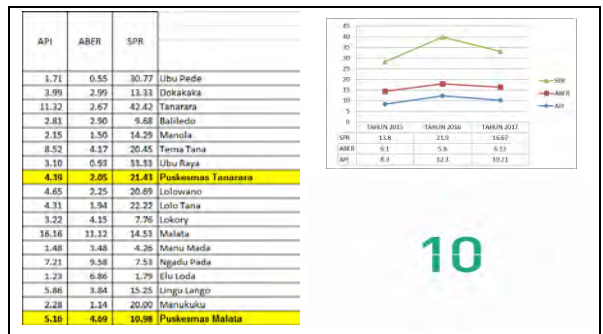 API ABER SPR
1.71 0.55 30.77 Ubu Pede
3.99 2.99 13.33 Dokakaka
11.32 2.67 42.42 Tanarara
2.81 2.90 9.68 Baliledo
2.15 1.50 14.29 Manola
8.52 4.17 20.45 Tema Tana
3.10 0.93 33.33 Ubu Raya
4.39 2.05 21.43 Puskesmas Tanarara
4.65 2.25 20.69 Lolowano
4.31 1.94 22.22 Lolo Tana
3.22 4.15 7.76 Lokory
16.16 11.12 14.53 Malata
1.48 3.48 4.26 Manu Mada
7.21 9.58 7.53 Ngadu Pada
1.23 6.86 1.79 Elu Loda
5.86 3.84 15.25 Lingu Lango
2.28 1.14 20.00 Manukuku
5.16 4.69 10.98 Puskesmas Malata
45
40
35
30
25
20
15
10
5
0
SPR
ABER
API
TAHUN 2015 TAHUN 2016 TAHUN 2017
SPR 13.8 21.9 16.67
ABER 6.1 5.6 6.13
API 8.3 12.3 10.21
10